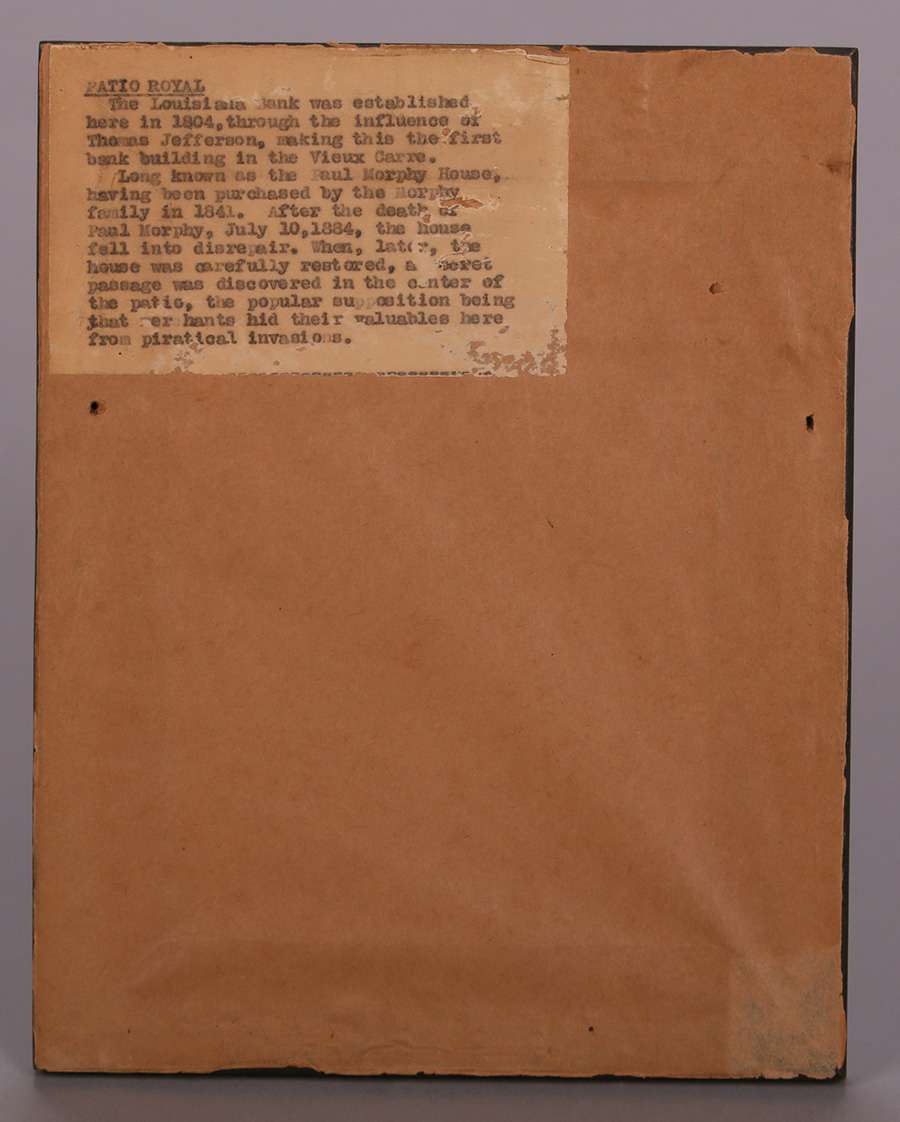 PATIO ROYAL
The Louisiana Bank was established
here in 1804, through the influence of
Thomas Jefferson, making this the first
bank building in the Vieux Carre.
Long known as the Paul Morphy House,
having been purchased by the Morphy
family in 1841. After the death of
Paul Morphy, July 10,1884, the house
fell into disrepair. When, later, the
house was carefully restored, a secret
passage was discovered in the center of
the patio, the popular supposition being
that merchants hid their valuables here
from piratical invasions.